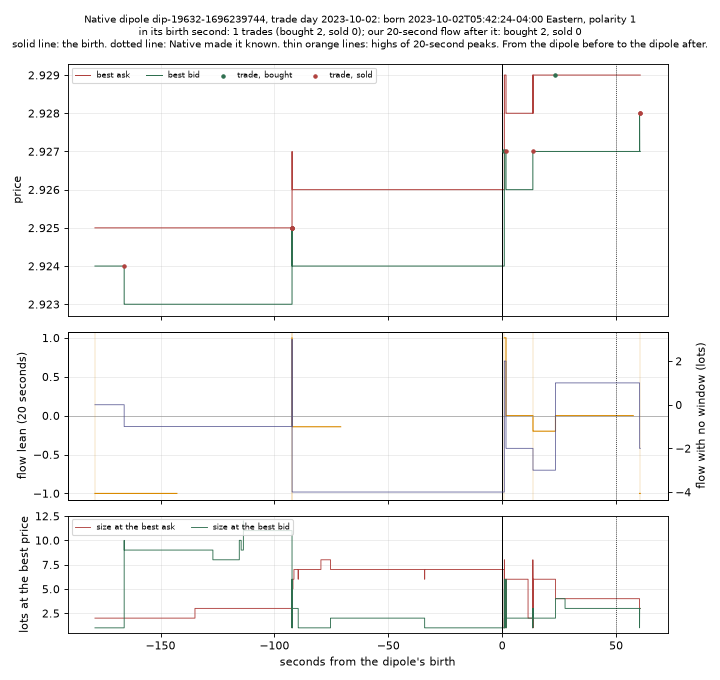 Native dipole dip-19632-1696239744, trade day 2023-10-02: born 2023-10-02T05:42:24-04:00 Eastern, polarity 1
in its birth second: 1 trades (bought 2, sold 0); our 20-second flow after it: bought 2, sold 0
solid line: the birth. dotted line: Native made it known. thin orange lines: highs of 20-second peaks. From the dipole before to the dipole after.
best ask
best bid
trade, bought
trade, sold
2.929
2.928
2.927
2.926
2.925
2.924
2.923
price
1.0
0.5
0.0
−0.5
−1.0
flow lean (20 seconds)
2
0
−2
−4
flow with no window (lots)
size at the best ask
size at the best bid
12.5
10.0
7.5
5.0
2.5
lots at the best price
−150
−100
−50
0
50
seconds from the dipole's birth